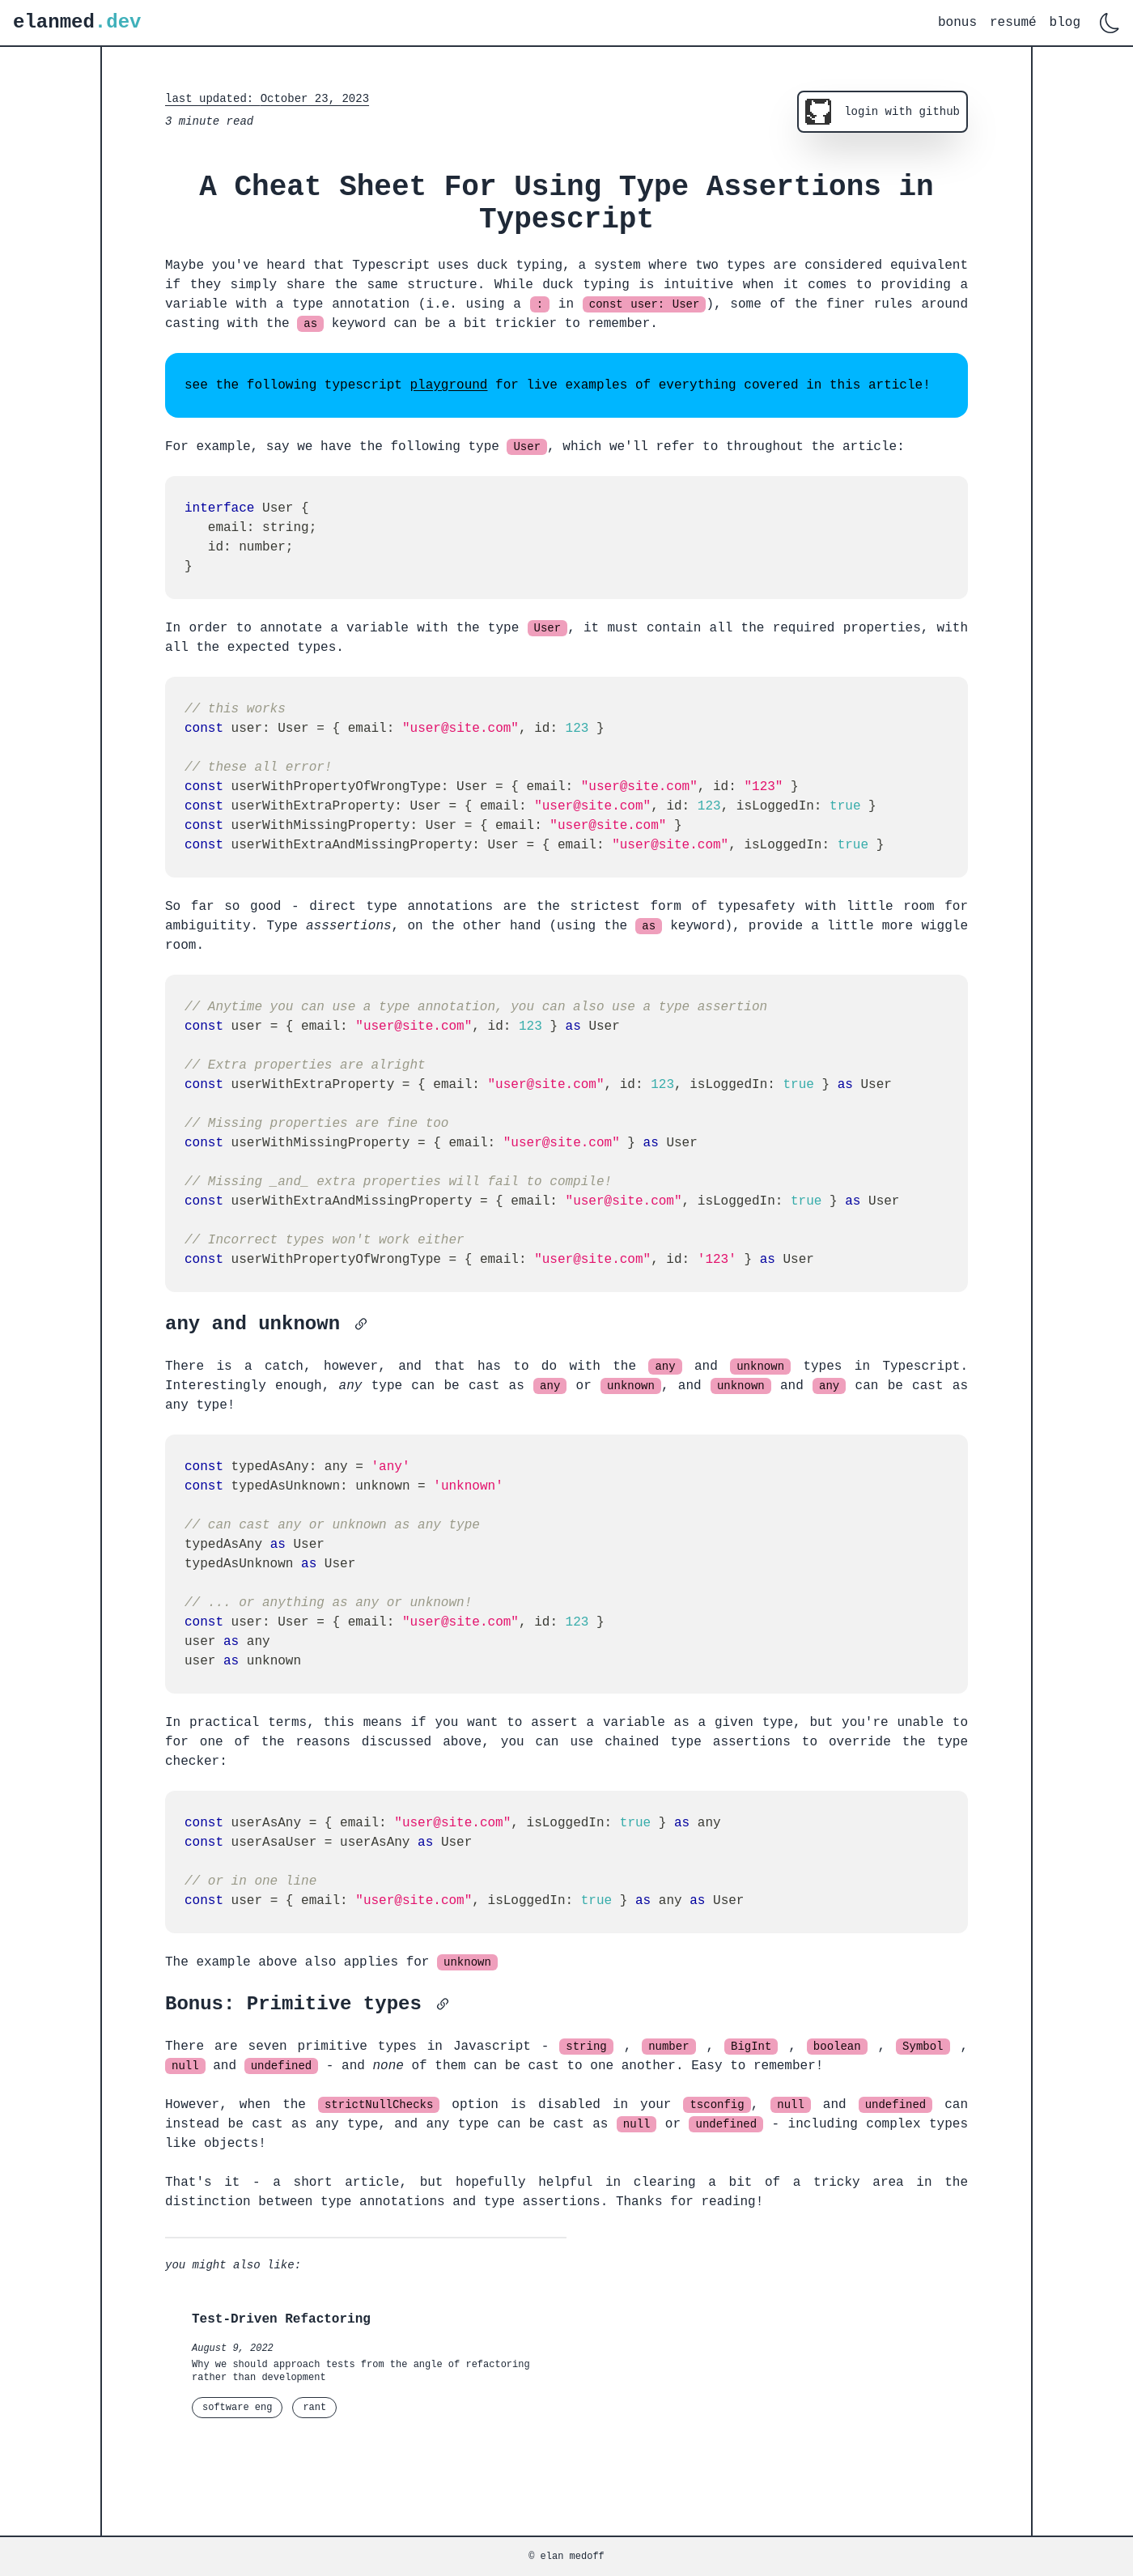 elanmed.dev
bonus resumé blog
last updated: October 23, 2023
3 minute read
login with github
A Cheat Sheet For Using Type Assertions in
Typescript
Maybe you've heard that Typescript uses duck typing, a system where two types are considered equivalent
if they simply share the same structure. While duck typing is intuitive when it comes to providing a
variable with a type annotation (i.e. using a : in const user: User), some of the finer rules around
casting with the as keyword can be a bit trickier to remember.
see the following typescript playground for live examples of everything covered in this article!
For example, say we have the following type User, which we'll refer to throughout the article:
interface User {
   email: string;
   id: number;
}
In order to annotate a variable with the type User, it must contain all the required properties, with
all the expected types.
// this works
const user: User = { email: "user@site.com", id: 123 }
// these all error!
const userWithPropertyOfWrongType: User = { email: "user@site.com", id: "123" }
const userWithExtraProperty: User = { email: "user@site.com", id: 123, isLoggedIn: true }
const userWithMissingProperty: User = { email: "user@site.com" }
const userWithExtraAndMissingProperty: User = { email: "user@site.com", isLoggedIn: true }
So far so good - direct type annotations are the strictest form of typesafety with little room for
ambiguitity. Type asssertions, on the other hand (using the as keyword), provide a little more wiggle
room.
// Anytime you can use a type annotation, you can also use a type assertion
const user = { email: "user@site.com", id: 123 } as User
// Extra properties are alright
const userWithExtraProperty = { email: "user@site.com", id: 123, isLoggedIn: true } as User
// Missing properties are fine too
const userWithMissingProperty = { email: "user@site.com" } as User
// Missing _and_ extra properties will fail to compile!
const userWithExtraAndMissingProperty = { email: "user@site.com", isLoggedIn: true } as User
// Incorrect types won't work either
const userWithPropertyOfWrongType = { email: "user@site.com", id: '123' } as User
any and unknown
There is a catch, however, and that has to do with the any and unknown types in Typescript.
Interestingly enough, any type can be cast as any or unknown, and unknown and any can be cast as
any type!
const typedAsAny: any = 'any'
const typedAsUnknown: unknown = 'unknown'
// can cast any or unknown as any type
typedAsAny as User
typedAsUnknown as User
// ... or anything as any or unknown!
const user: User = { email: "user@site.com", id: 123 }
user as any
user as unknown
In practical terms, this means if you want to assert a variable as a given type, but you're unable to
for one of the reasons discussed above, you can use chained type assertions to override the type
checker:
const userAsAny = { email: "user@site.com", isLoggedIn: true } as any
const userAsaUser = userAsAny as User
// or in one line
const user = { email: "user@site.com", isLoggedIn: true } as any as User
The example above also applies for unknown
Bonus: Primitive types
There are seven primitive types in Javascript - string , number , BigInt , boolean , Symbol ,
null and undefined - and none of them can be cast to one another. Easy to remember!
However, when the strictNullChecks option is disabled in your tsconfig, null and undefined can
instead be cast as any type, and any type can be cast as null or undefined - including complex types
like objects!
That's it - a short article, but hopefully helpful in clearing a bit of a tricky area in the
distinction between type annotations and type assertions. Thanks for reading!
you might also like:
Test-Driven Refactoring
August 9, 2022
Why we should approach tests from the angle of refactoring
rather than development
software eng rant
© elan medoff